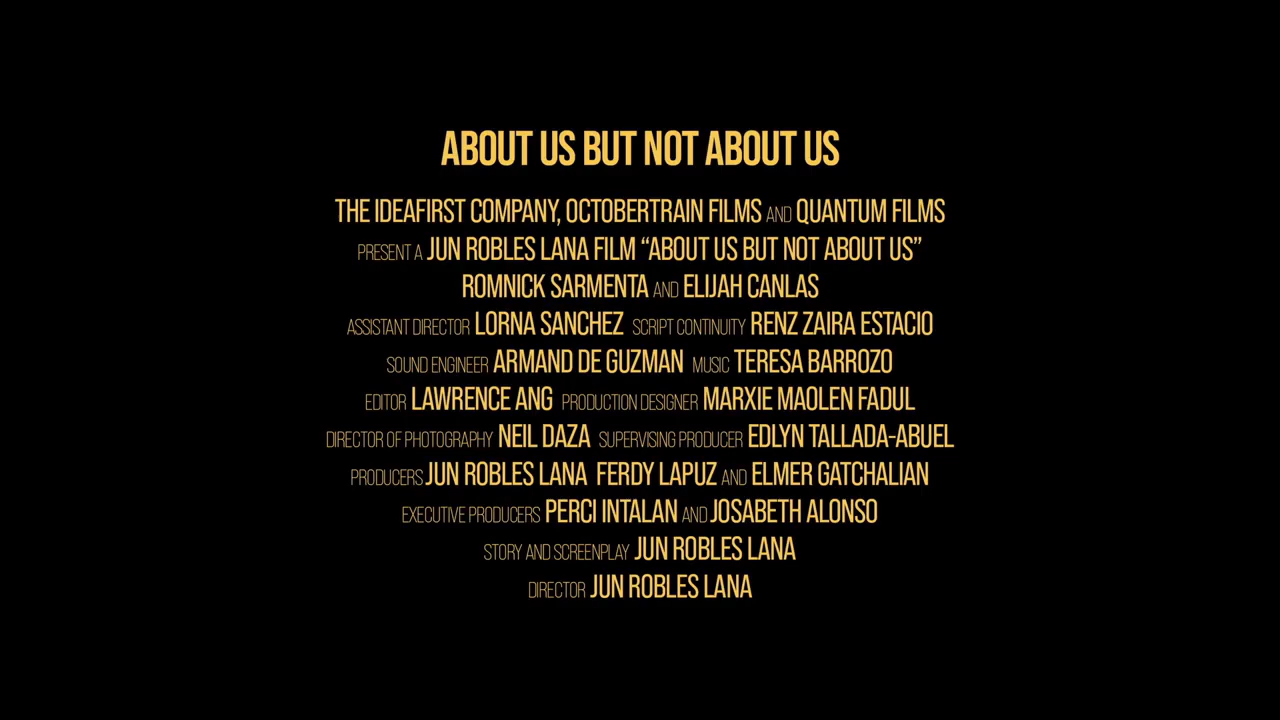 ABOUT US BUT NOT ABOUT US
THE IDEAFIRST COMPANY, OCTOBERTRAIN FILMS AND QUANTUM FILMS
PRESENT A JUN ROBLES LANA FILM “ABOUT US BUT NOT ABOUT US”
ROMNICK SARMENTA AND ELIJAH CANLAS
ASSISTANT DIRECTOR LORNA SANCHEZ SCRIPT CONTINUITY RENZ ZAIRA ESTACIO
SOUND ENGINEER ARMAND DE GUZMAN MUSIC TERESA BARROZO
EDITOR LAWRENCE ANG PRODUCTION DESIGNER MARXIE MAOLEN FADUL
DIRECTOR OF PHOTOGRAPHY NEIL DAZA SUPERVISING PRODUCER EDLYN TALLADA-ABUEL
PRODUCERS JUN ROBLES LANA FERDY LAPUZ AND ELMER GATCHALIAN
EXECUTIVE PRODUCERS PERCI INTALAN AND JOSABETH ALONSO
STORY AND SCREENPLAY JUN ROBLES LANA
DIRECTOR JUN ROBLES LANA